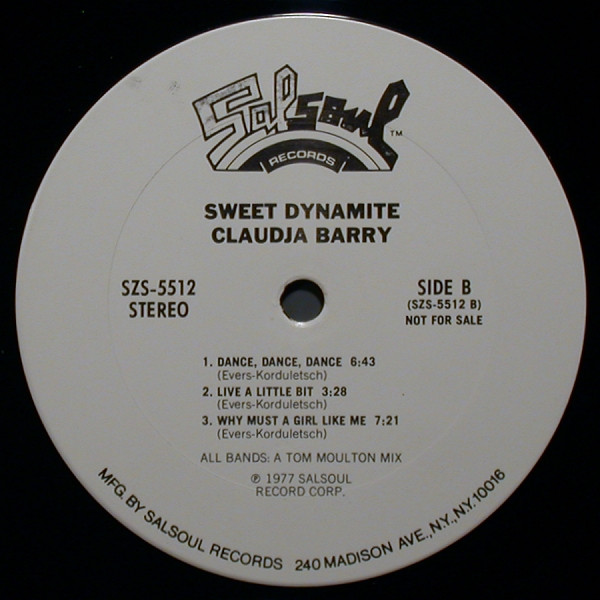 Salsoul
TM
RECORDS
SWEET DYNAMITE
CLAUDJA BARRY
SZS-5512
STEREO
SIDE B
(SZS-5512 B)
NOT FOR SALE
1. DANCE, DANCE, DANCE 6:43
(Evers-Korduletsch)
2. LIVE A LITTLE BIT 3:28
(Evers-Korduletsch)
3. WHY MUST A GIRL LIKE ME 7:21
(Evers-Korduletsch)
ALL BANDS: A TOM MOULTON MIX
℗ 1977 SALSOUL
RECORD CORP.
MFG. BY SALSOUL RECORDS 240 MADISON AVE., NY., NY. 10016